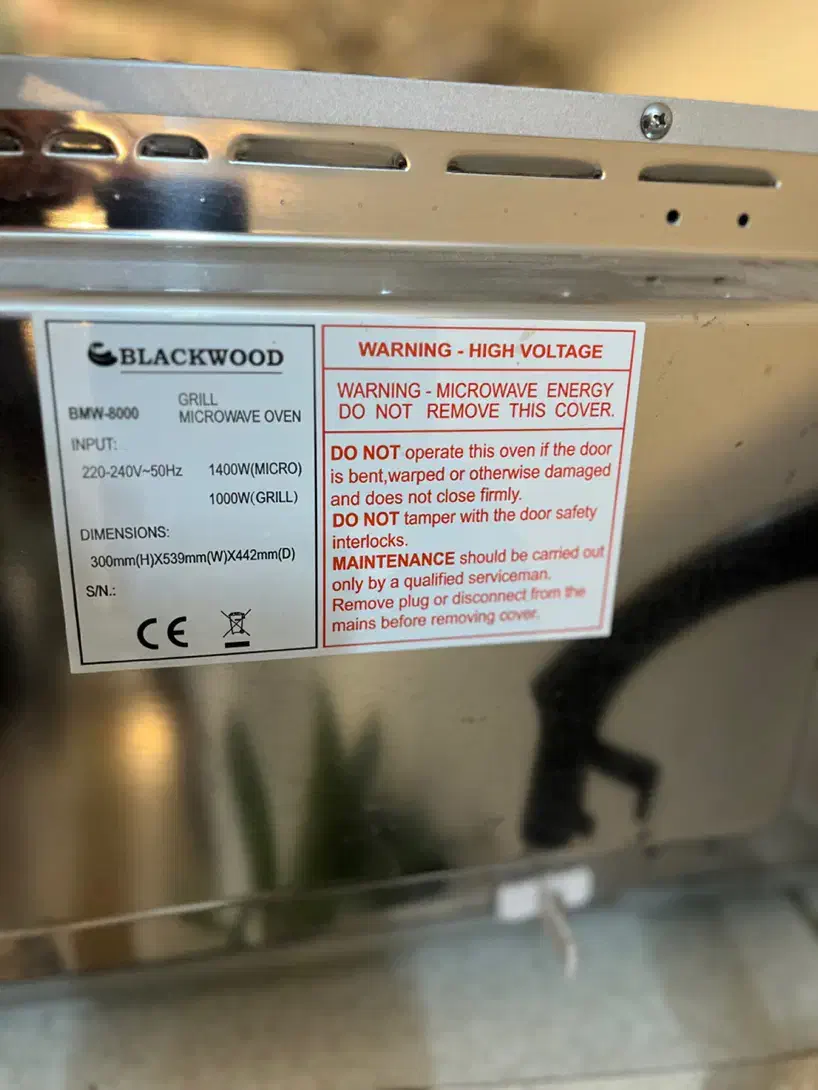 BLACKWOOD
BMW-8000
GRILL
MICROWAVE OVEN
INPUT:
220-240V~50Hz 1400W(MICRO)
1000W(GRILL)
DIMENSIONS:
300mm(H)X539mm(W)X442mm(D)
S/N.:
CE
WARNING - HIGH VOLTAGE
WARNING - MICROWAVE ENERGY
DO NOT REMOVE THIS COVER.
DO NOT operate this oven if the door
is bent,warped or otherwise damaged
and does not close firmly.
DO NOT tamper with the door safety
interlocks.
MAINTENANCE should be carried out
only by a qualified serviceman.
Remove plug or disconnect from the
mains before removing cover.